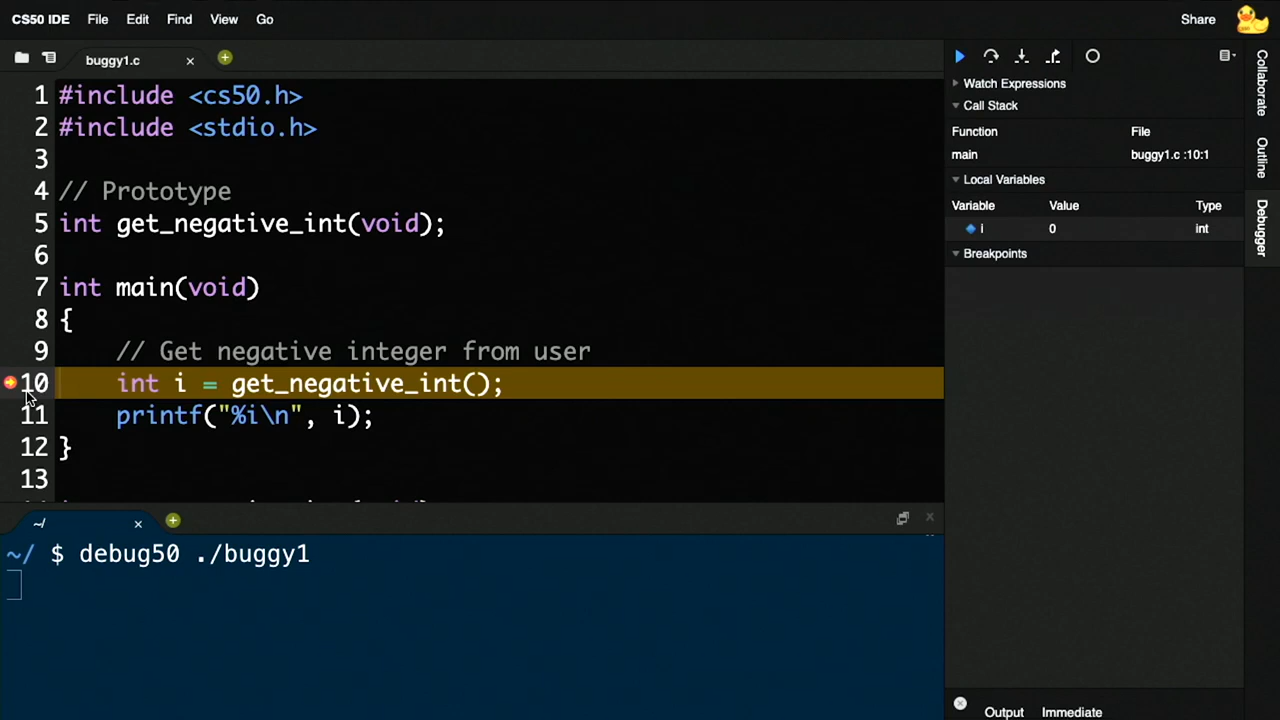 CS50 IDE File Edit Find View Go Share
buggy1.c
1 #include <cs50.h>
2 #include <stdio.h>
3
4 // Prototype
5 int get_negative_int(void);
6
7 int main(void)
8 {
9 // Get negative integer from user
10 int i = get_negative_int();
11 printf("%i\n", i);
12 }
13
~/
~/ $ debug50 ./buggy1
Watch Expressions
Call Stack
Function File
main buggy1.c :10:1
Local Variables
Variable Value Type
i 0 int
Breakpoints
Output Immediate
Collaborate
Outline
Debugger